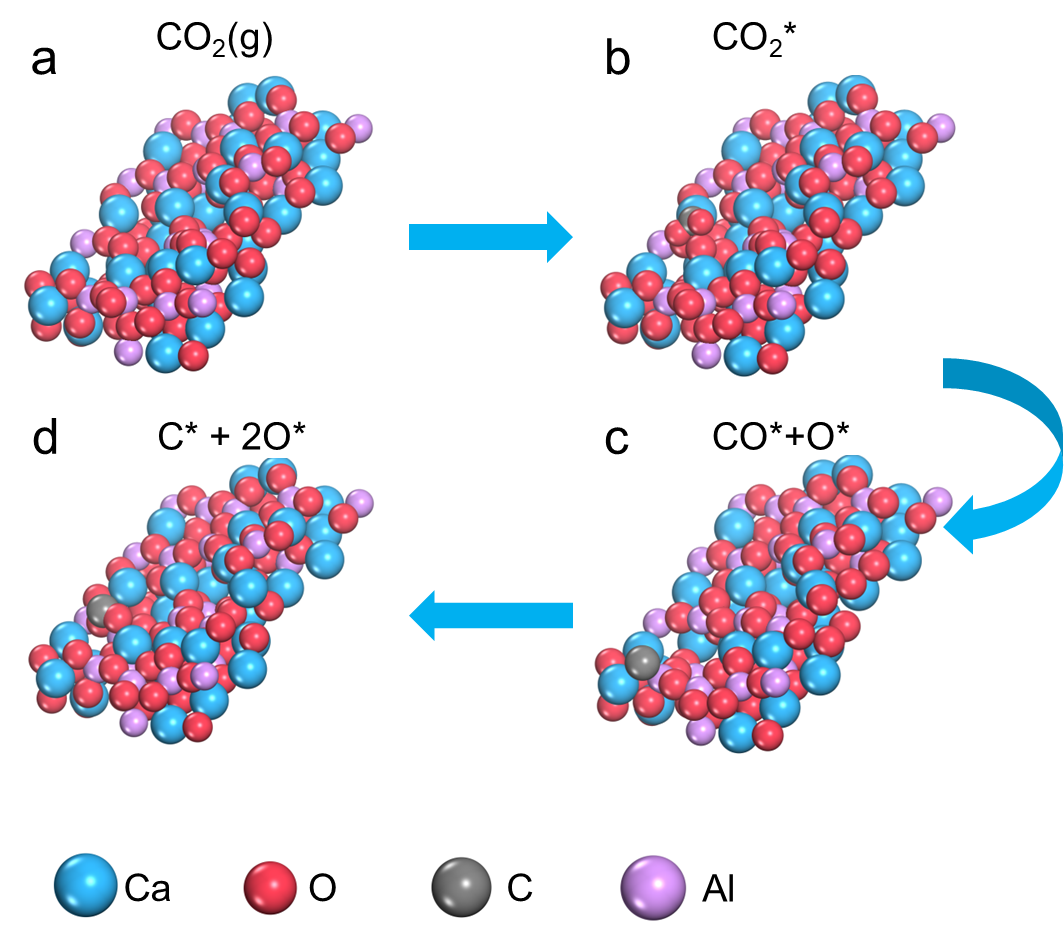 a CO₂(g)
b CO₂*
d C* + 2O*
c CO*+O*
Ca O C Al